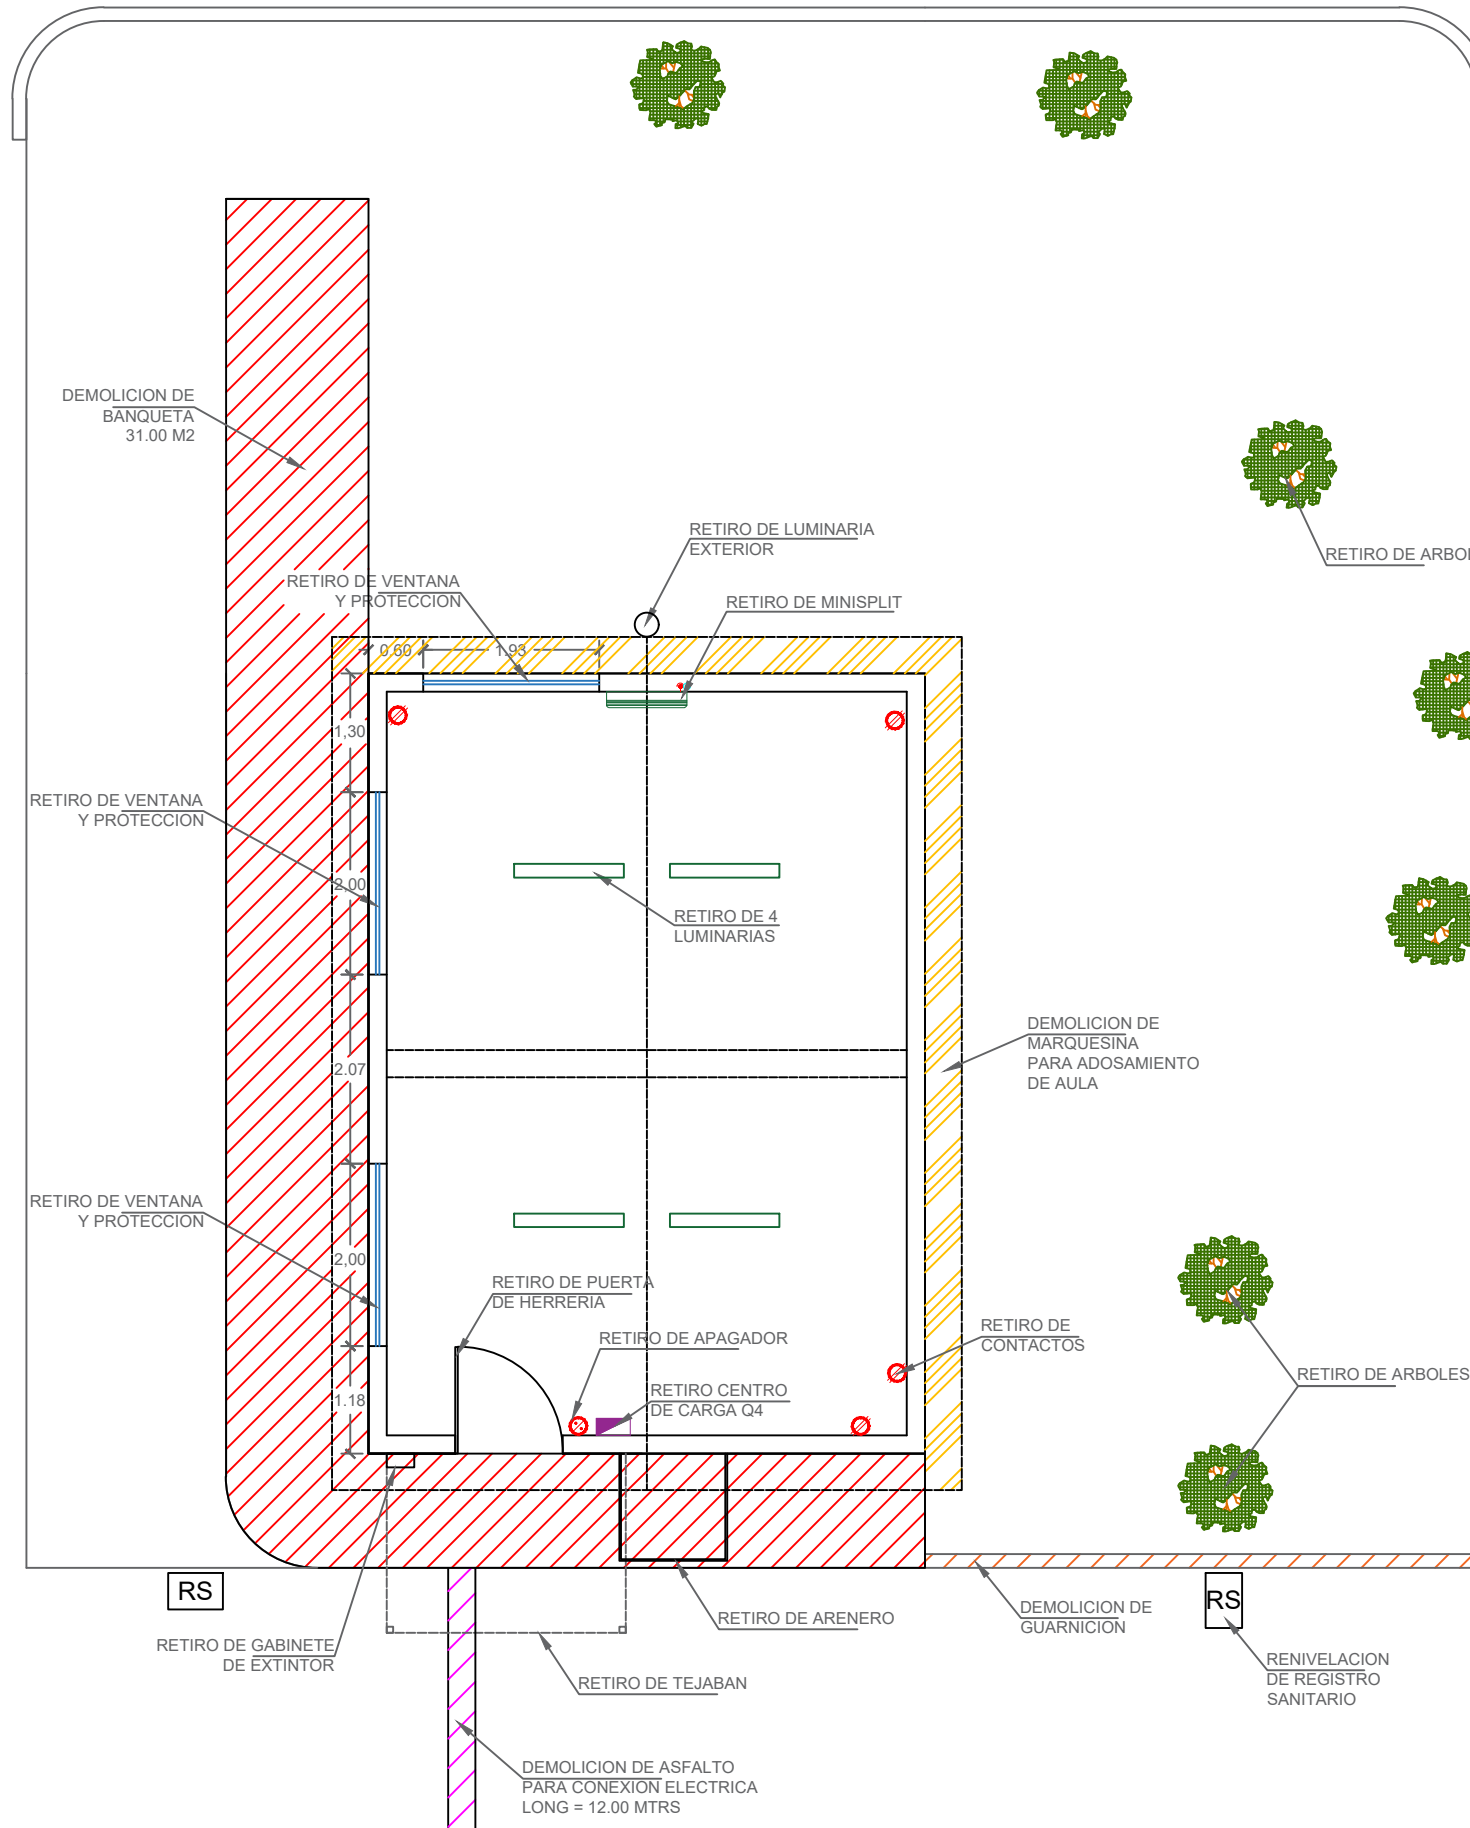 DEMOLICION DE
BANQUETA
31.00 M2
RETIRO DE LUMINARIA
EXTERIOR
RETIRO DE ARBOL
RETIRO DE VENTANA
Y PROTECCION
RETIRO DE MINISPLIT
0.60
1.93
1,30
RETIRO DE VENTANA
Y PROTECCION
2,00
RETIRO DE 4
LUMINARIAS
DEMOLICION DE
MARQUESINA
PARA ADOSAMIENTO
DE AULA
2.07
RETIRO DE VENTANA
Y PROTECCION
2,00
RETIRO DE PUERTA
DE HERRERIA
RETIRO DE APAGADOR
RETIRO DE
CONTACTOS
RETIRO DE ARBOLES
RETIRO CENTRO
DE CARGA Q4
1.18
RS
RS
RETIRO DE ARENERO
DEMOLICION DE
GUARNICION
RETIRO DE GABINETE
DE EXTINTOR
RENIVELACION
DE REGISTRO
SANITARIO
RETIRO DE TEJABAN
DEMOLICION DE ASFALTO
PARA CONEXION ELECTRICA
LONG = 12.00 MTRS